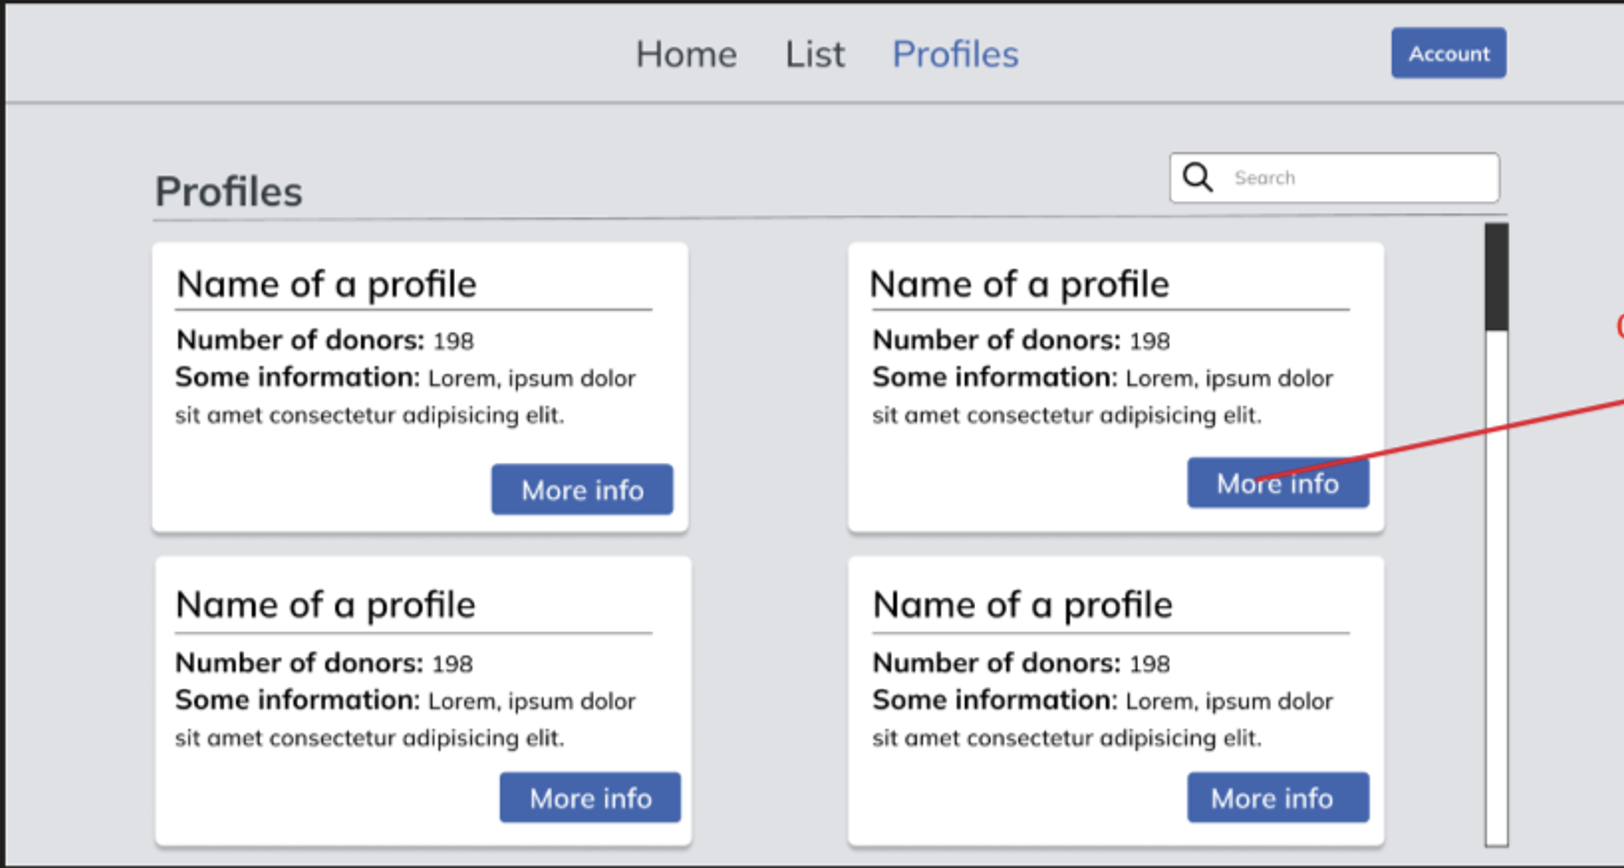 Home List Profiles Account
Profiles
Search
Name of a profile
Number of donors: 198
Some information: Lorem, ipsum dolor
sit amet consectetur adipisicing elit.
More info
Name of a profile
Number of donors: 198
Some information: Lorem, ipsum dolor
sit amet consectetur adipisicing elit.
More info
Name of a profile
Number of donors: 198
Some information: Lorem, ipsum dolor
sit amet consectetur adipisicing elit.
More info
Name of a profile
Number of donors: 198
Some information: Lorem, ipsum dolor
sit amet consectetur adipisicing elit.
More info